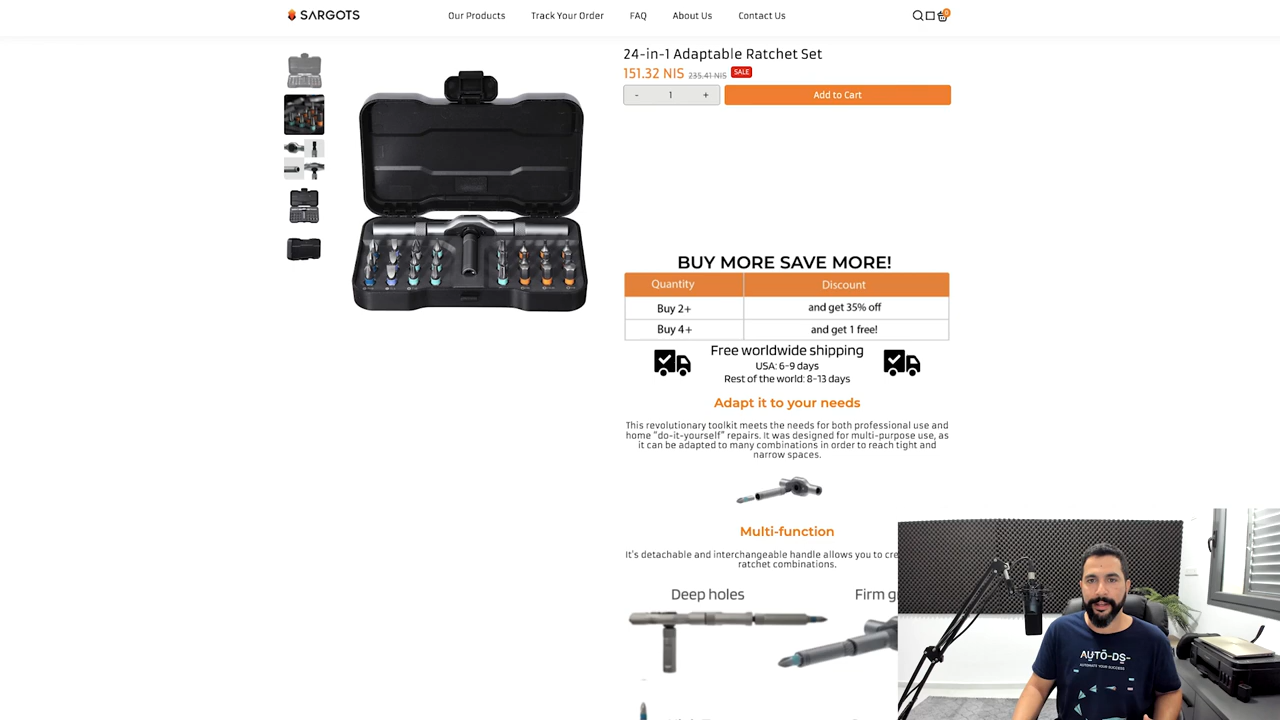 SARGOTS
Our Products
Track Your Order
FAQ
About Us
Contact Us
0
24-in-1 Adaptable Ratchet Set
151.32 NIS 235.41 NIS SALE
- 1 +
Add to Cart
BUY MORE SAVE MORE!
Quantity Discount
Buy 2+ and get 35% off
Buy 4+ and get 1 free!
Free worldwide shipping
USA: 6-9 days
Rest of the world: 8-13 days
Adapt it to your needs
This revolutionary toolkit meets the needs for both professional use and
home "do-it-yourself" repairs. It was designed for multi-purpose use, as
it can be adapted to many combinations in order to reach tight and
narrow spaces.
Multi-function
It's detachable and interchangeable handle allows you to
ratchet combinations.
Deep holes
Firm
AUTO-DS-
AUTOMATE YOUR SUCCESS